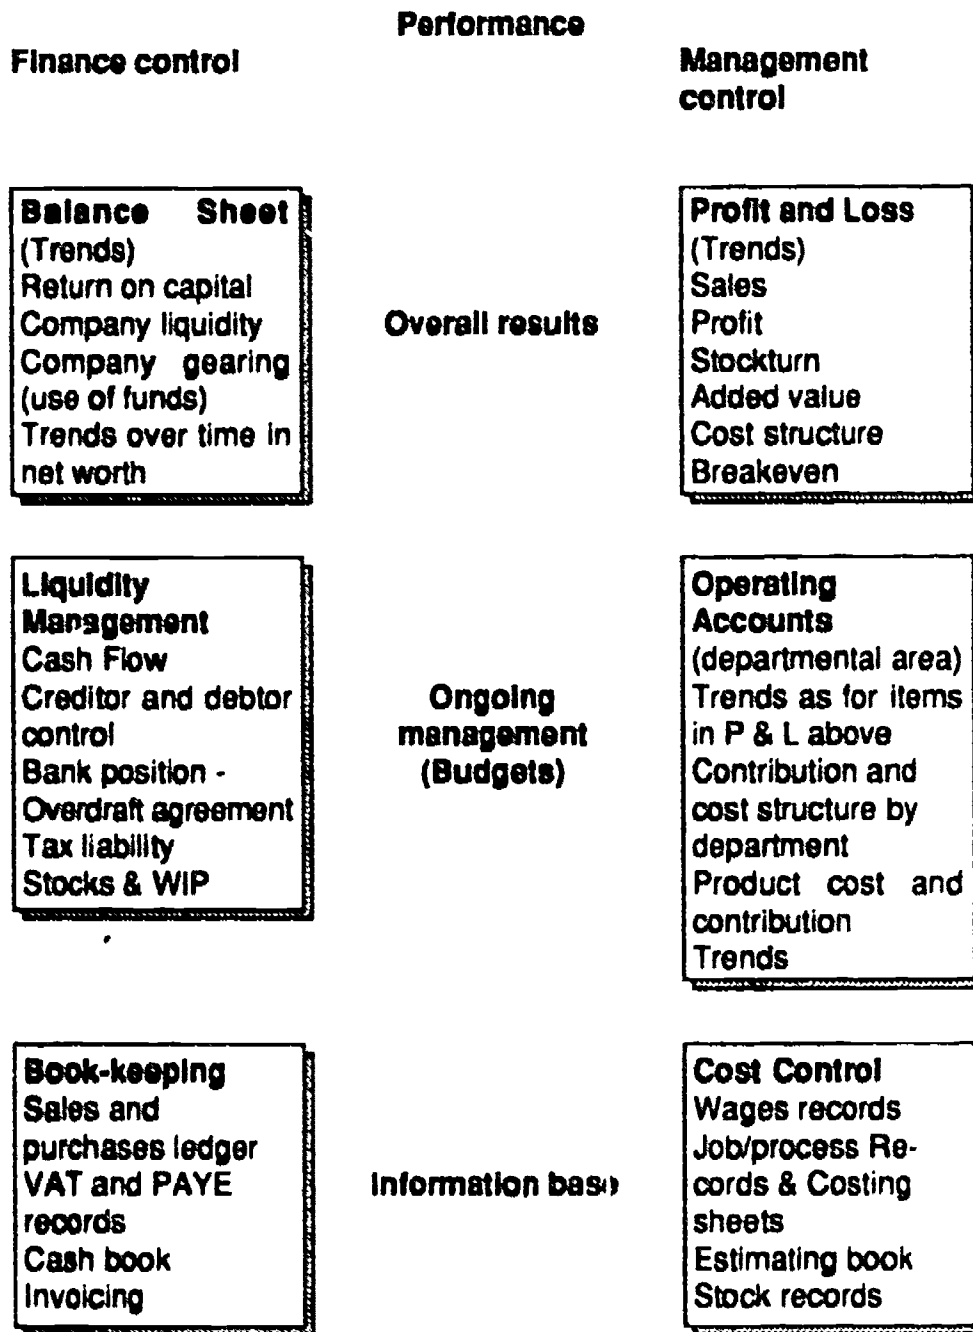 Performance
Finance control
Management
control
Balance Sheet
(Trends)
Return on capital
Company liquidity
Company gearing
(use of funds)
Trends over time in
net worth
Overall results
Profit and Loss
(Trends)
Sales
Profit
Stockturn
Added value
Cost structure
Breakeven
Liquidity
Management
Cash Flow
Creditor and debtor
control
Bank position -
Overdraft agreement
Tax liability
Stocks & WIP
Ongoing
management
(Budgets)
Operating
Accounts
(departmental area)
Trends as for items
in P & L above
Contribution and
cost structure by
department
Product cost and
contribution
Trends
Book-keeping
Sales and
purchases ledger
VAT and PAYE
records
Cash book
Invoicing
Information base
Cost Control
Wages records
Job/process Re-
cords & Costing
sheets
Estimating book
Stock records